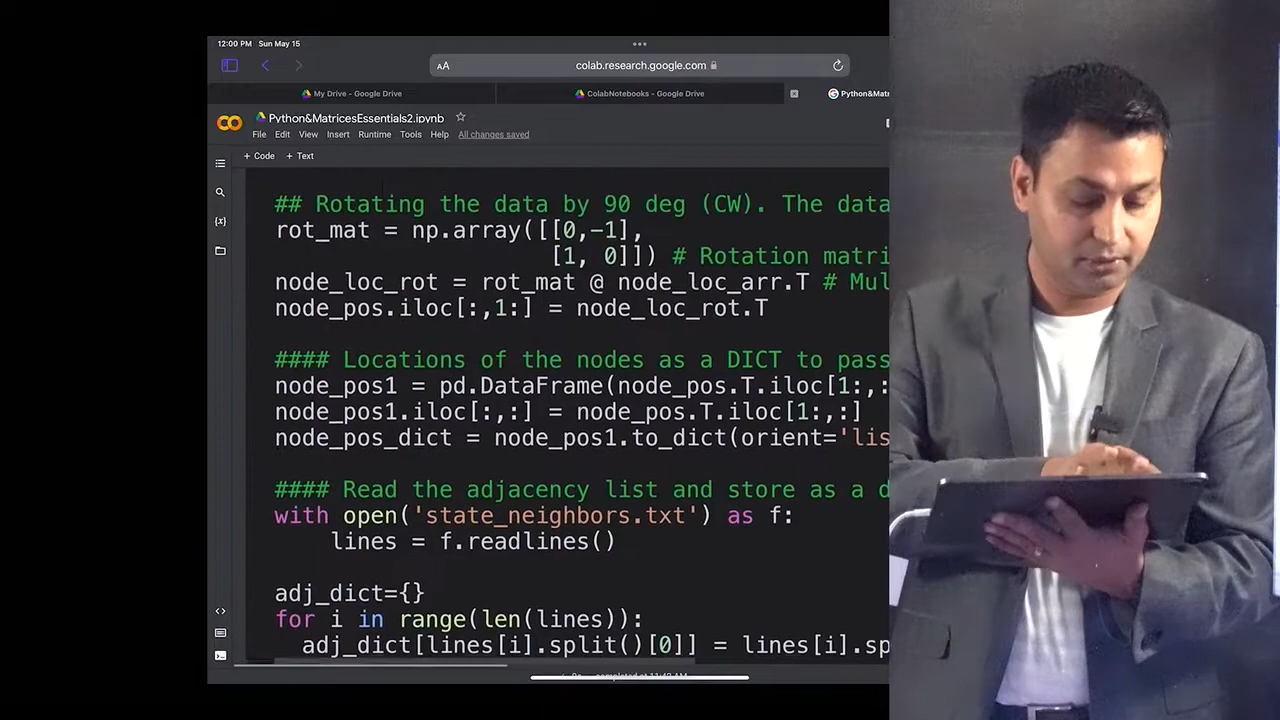 12:00 PM Sun May 15
AA colab.research.google.com
My Drive - Google Drive
ColabNotebooks - Google Drive
Python&Matri
Python&MatricesEssentials2.ipynb
File Edit View Insert Runtime Tools Help All changes saved
+ Code + Text
## Rotating the data by 90 deg (CW). The data
rot_mat = np.array([[0,-1],
[1, 0]]) # Rotation matri
node_loc_rot = rot_mat @ node_loc_arr.T # Mul
node_pos.iloc[:,1:] = node_loc_rot.T
#### Locations of the nodes as a DICT to pass
node_pos1 = pd.DataFrame(node_pos.T.iloc[1:,:
node_pos1.iloc[:,:] = node_pos.T.iloc[1:,:]
node_pos_dict = node_pos1.to_dict(orient='lis
#### Read the adjacency list and store as a d
with open('state_neighbors.txt') as f:
lines = f.readlines()
adj_dict={}
for i in range(len(lines)):
adj_dict[lines[i].split()[0]] = lines[i].sp